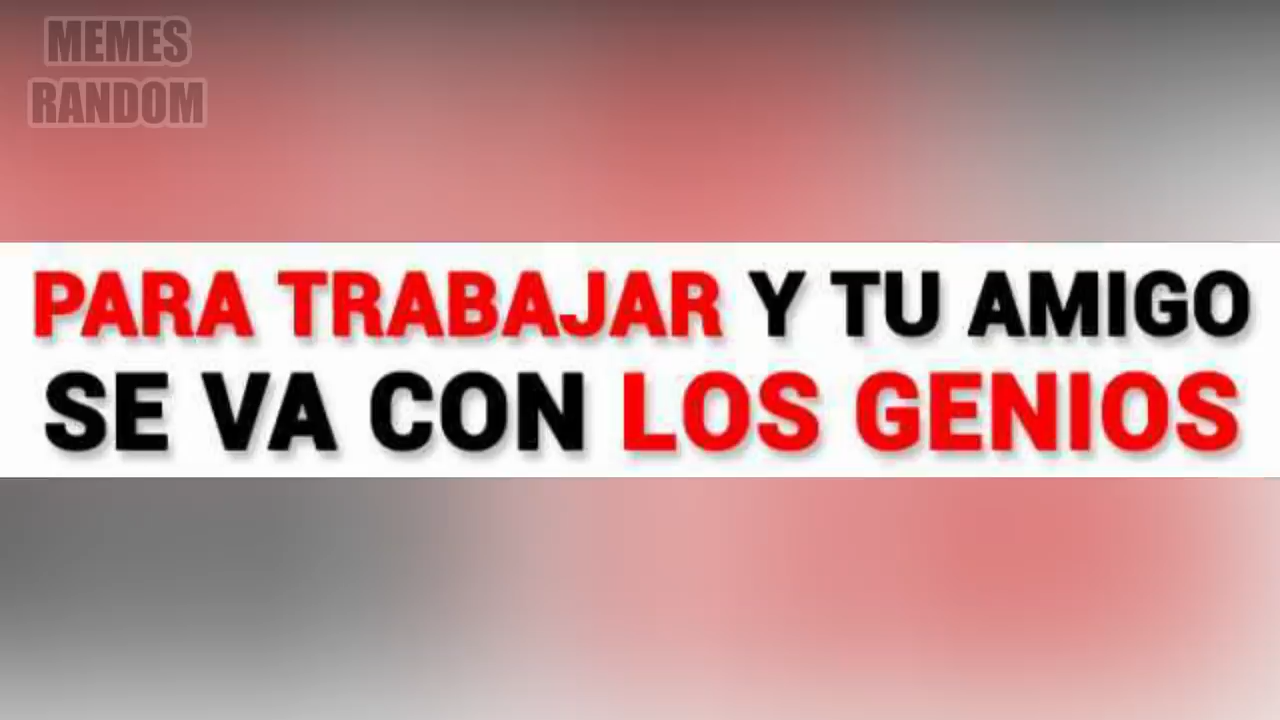 MEMES
RANDOM
PARA TRABAJAR Y TU AMIGO
SE VA CON LOS GENIOS